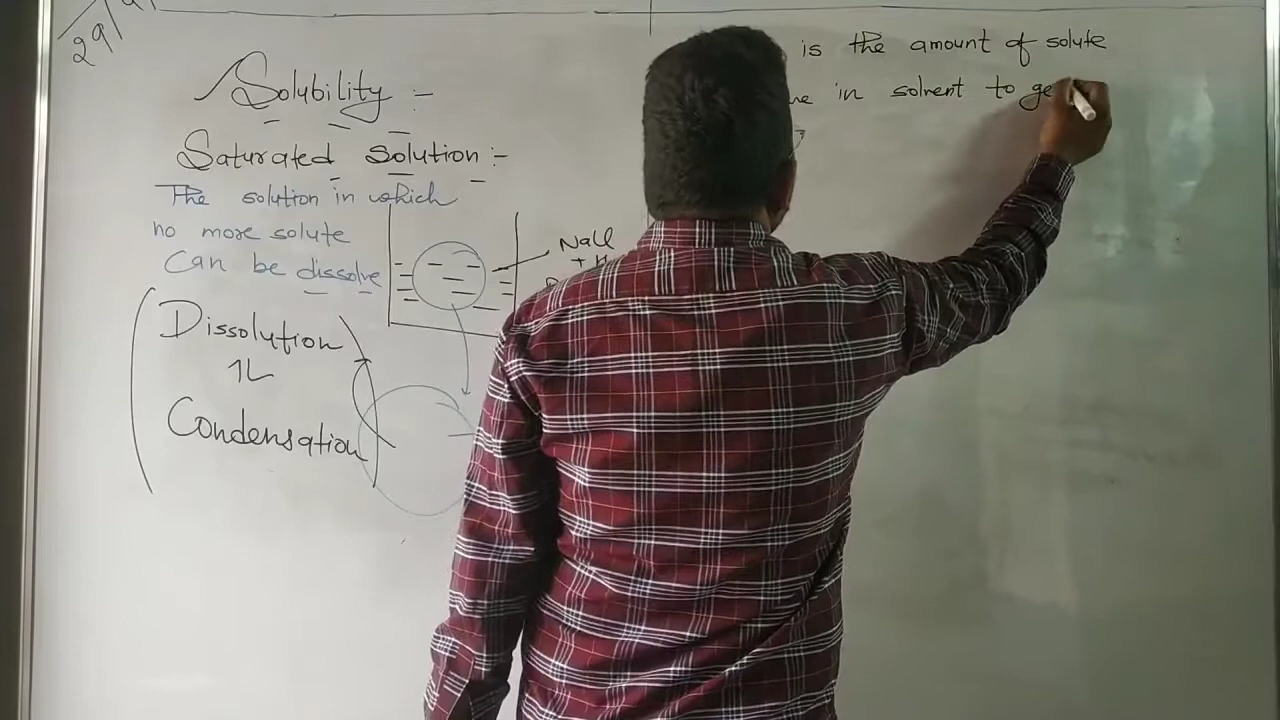 29/
Solubility :-
Saturated solution :-
The solution in which
no more solute
Can be dissolve
NaCl
+ H
Dissolution
1L
Condensation
is the amount of solute
in solvent to ge